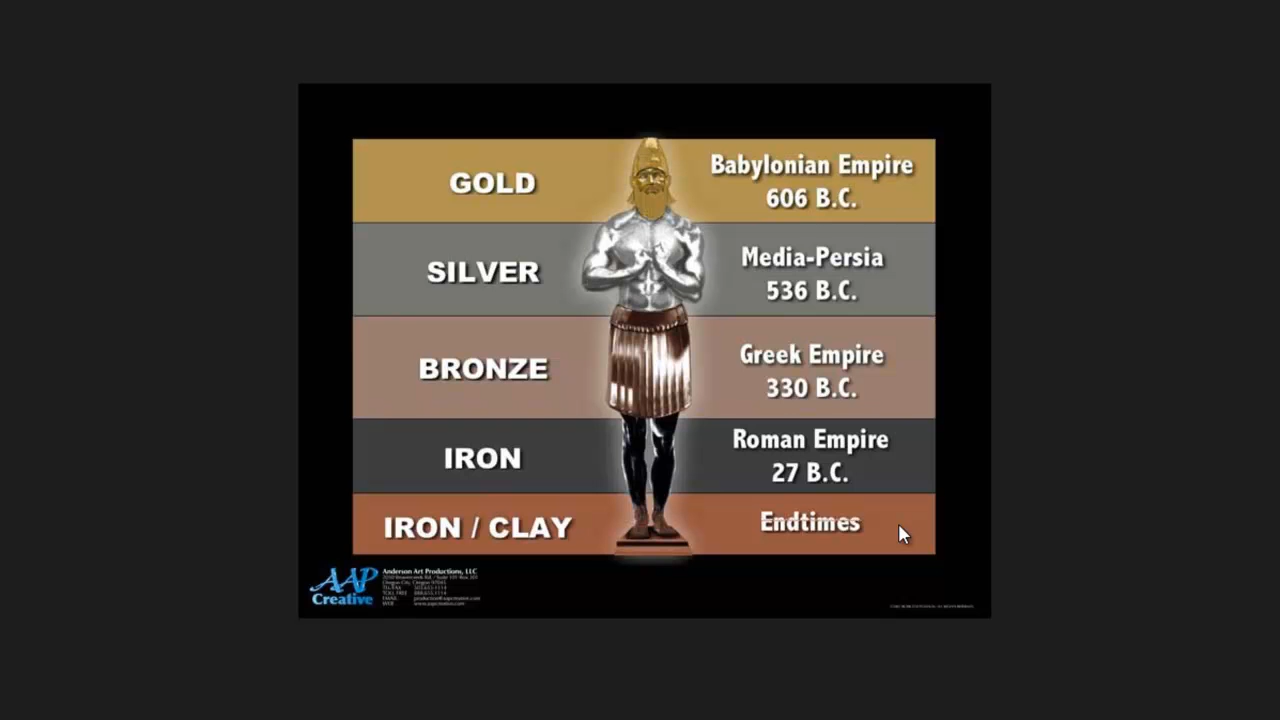 GOLD
Babylonian Empire
606 B.C.
SILVER
Media-Persia
536 B.C.
BRONZE
Greek Empire
330 B.C.
IRON
Roman Empire
27 B.C.
IRON / CLAY
Endtimes
AAP
Creative
Anderson Art Productions, LLC